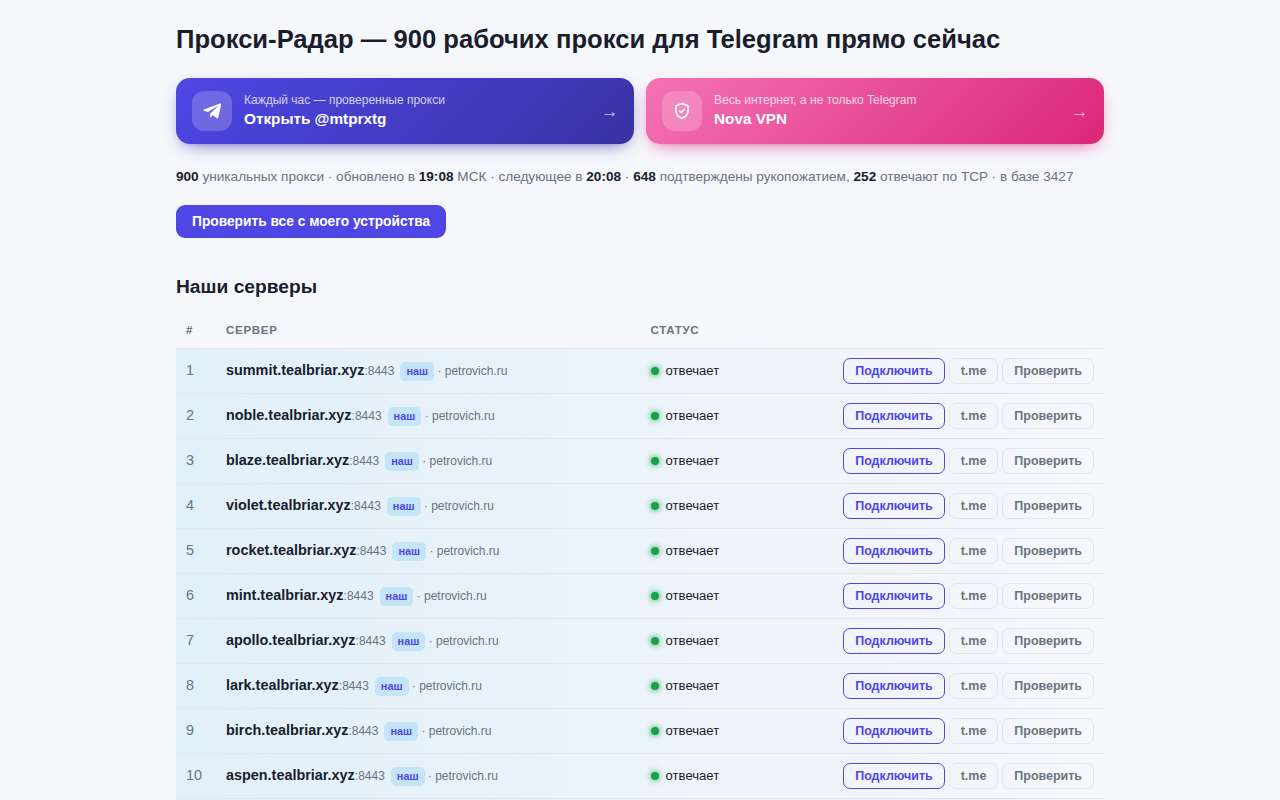 Прокси-Радар — 900 рабочих прокси для Telegram прямо сейчас
Каждый час — проверенные прокси
Открыть @mtprxtg
→
Весь интернет, а не только Telegram
Nova VPN
→
900 уникальных прокси · обновлено в 19:08 МСК · следующее в 20:08 · 648 подтверждены рукопожатием, 252 отвечают по TCP · в базе 3427
Проверить все с моего устройства
Наши серверы
# СЕРВЕР СТАТУС
1 summit.tealbriar.xyz:8443 наш · petrovich.ru отвечает Подключить t.me Проверить
2 noble.tealbriar.xyz:8443 наш · petrovich.ru отвечает Подключить t.me Проверить
3 blaze.tealbriar.xyz:8443 наш · petrovich.ru отвечает Подключить t.me Проверить
4 violet.tealbriar.xyz:8443 наш · petrovich.ru отвечает Подключить t.me Проверить
5 rocket.tealbriar.xyz:8443 наш · petrovich.ru отвечает Подключить t.me Проверить
6 mint.tealbriar.xyz:8443 наш · petrovich.ru отвечает Подключить t.me Проверить
7 apollo.tealbriar.xyz:8443 наш · petrovich.ru отвечает Подключить t.me Проверить
8 lark.tealbriar.xyz:8443 наш · petrovich.ru отвечает Подключить t.me Проверить
9 birch.tealbriar.xyz:8443 наш · petrovich.ru отвечает Подключить t.me Проверить
10 aspen.tealbriar.xyz:8443 наш · petrovich.ru отвечает Подключить t.me Проверить